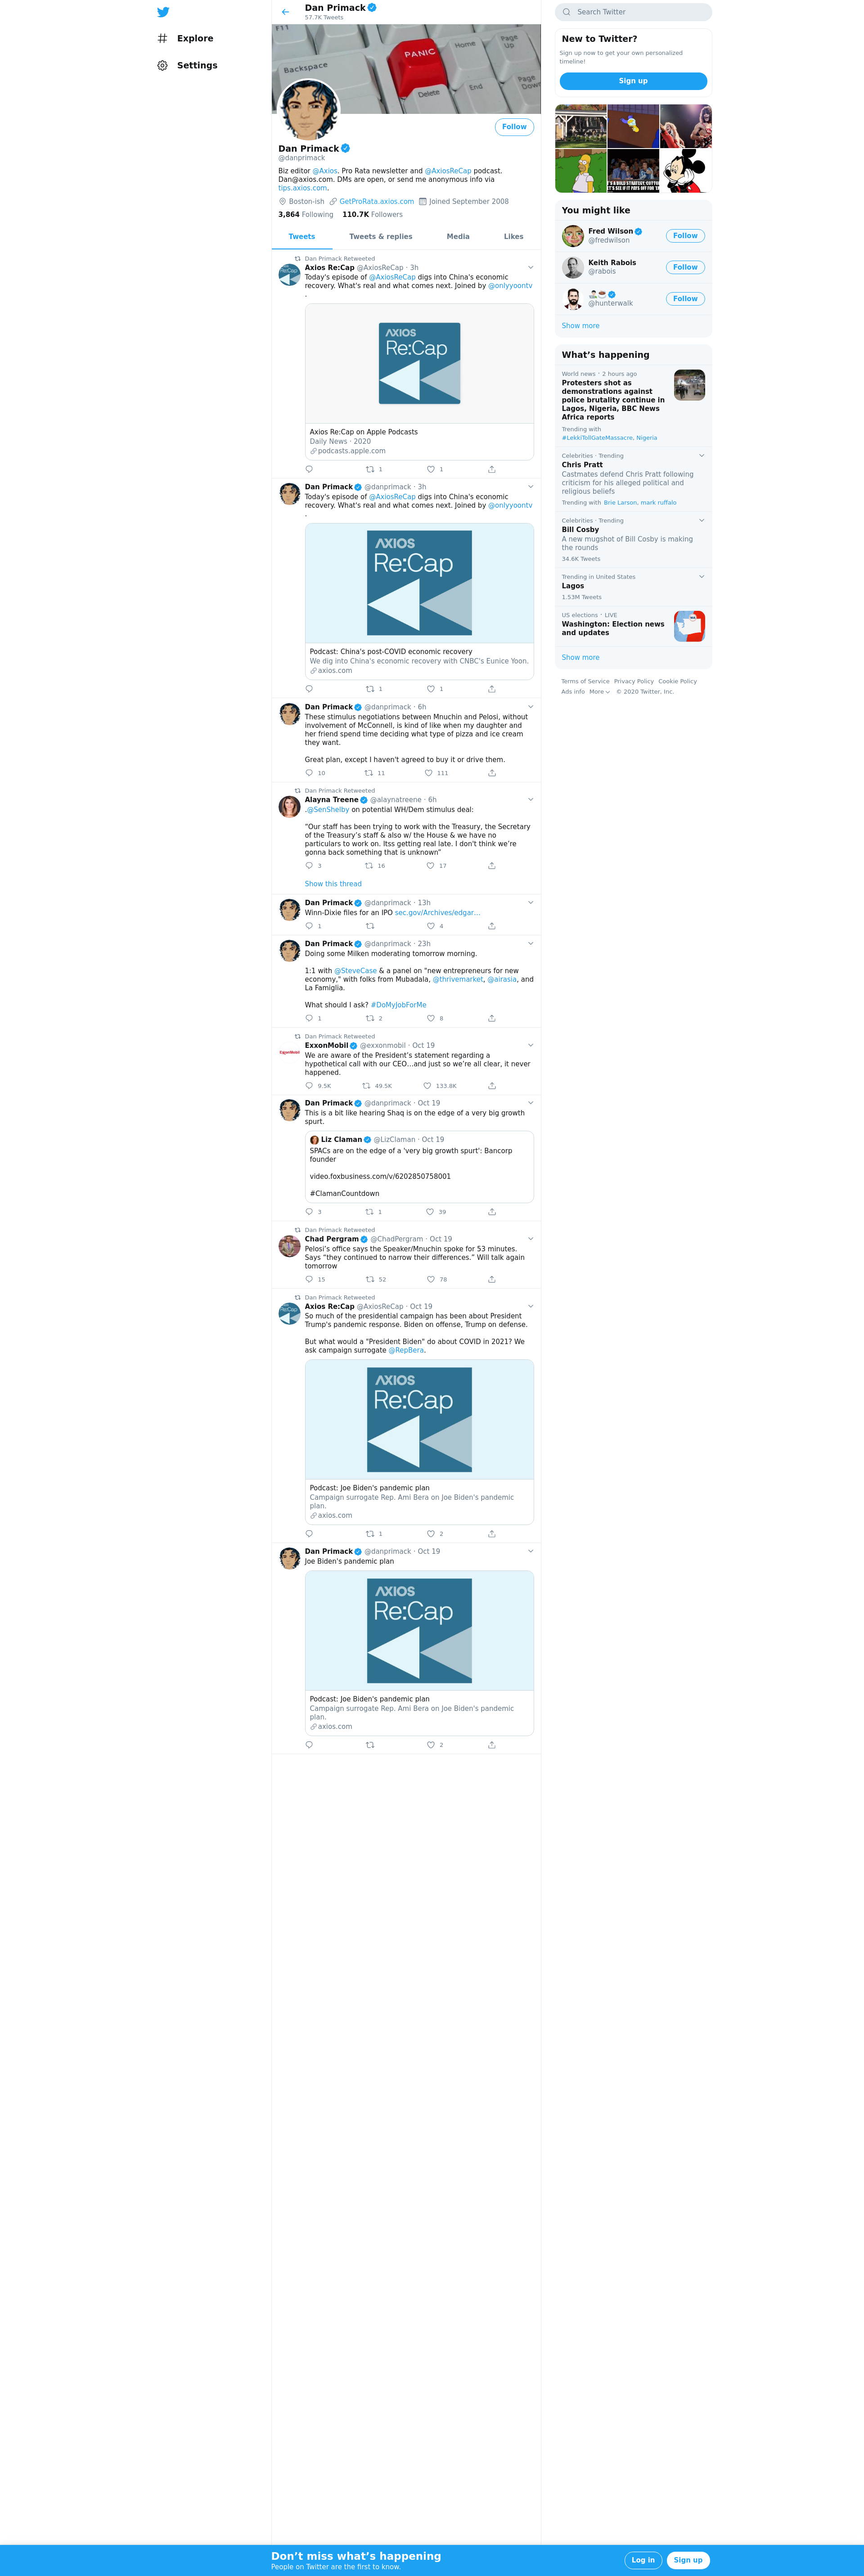 Explore
Settings
Dan Primack
57.7K Tweets
Backspace
PANIC
Home
Page
Up
Delete
End
Page
Down
Follow
Dan Primack
@danprimack
Biz editor @Axios. Pro Rata newsletter and @AxiosReCap podcast.
Dan@axios.com. DMs are open, or send me anonymous info via
tips.axios.com.
Boston-ish GetProRata.axios.com Joined September 2008
3,864 Following 110.7K Followers
Tweets Tweets & replies Media Likes
Dan Primack Retweeted
Axios Re:Cap @AxiosReCap · 3h
Today's episode of @AxiosReCap digs into China's economic
recovery. What's real and what comes next. Joined by @onlyyoontv
.
AXIOS
Re:Cap
Axios Re:Cap on Apple Podcasts
Daily News · 2020
podcasts.apple.com
1 1
Dan Primack @danprimack · 3h
Today's episode of @AxiosReCap digs into China's economic
recovery. What's real and what comes next. Joined by @onlyyoontv
.
AXIOS
Re:Cap
Podcast: China's post-COVID economic recovery
We dig into China's economic recovery with CNBC's Eunice Yoon.
axios.com
1 1
Dan Primack @danprimack · 6h
These stimulus negotiations between Mnuchin and Pelosi, without
involvement of McConnell, is kind of like when my daughter and
her friend spend time deciding what type of pizza and ice cream
they want.
Great plan, except I haven't agreed to buy it or drive them.
10 11 111
Dan Primack Retweeted
Alayna Treene @alaynatreene · 6h
.@SenShelby on potential WH/Dem stimulus deal:
“Our staff has been trying to work with the Treasury, the Secretary
of the Treasury’s staff & also w/ the House & we have no
particulars to work on. Itss getting real late. I don't think we’re
gonna back something that is unknown”
3 16 17
Show this thread
Dan Primack @danprimack · 13h
Winn-Dixie files for an IPO sec.gov/Archives/edgar…
1 4
Dan Primack @danprimack · 23h
Doing some Milken moderating tomorrow morning.
1:1 with @SteveCase & a panel on "new entrepreneurs for new
economy," with folks from Mubadala, @thrivemarket, @airasia, and
La Famiglia.
What should I ask? #DoMyJobForMe
1 2 8
Dan Primack Retweeted
ExxonMobil
ExxonMobil @exxonmobil · Oct 19
We are aware of the President’s statement regarding a
hypothetical call with our CEO…and just so we’re all clear, it never
happened.
9.5K 49.5K 133.8K
Dan Primack @danprimack · Oct 19
This is a bit like hearing Shaq is on the edge of a very big growth
spurt.
Liz Claman @LizClaman · Oct 19
SPACs are on the edge of a 'very big growth spurt': Bancorp
founder
video.foxbusiness.com/v/6202850758001
#ClamanCountdown
3 1 39
Dan Primack Retweeted
Chad Pergram @ChadPergram · Oct 19
Pelosi’s office says the Speaker/Mnuchin spoke for 53 minutes.
Says “they continued to narrow their differences.” Will talk again
tomorrow
15 52 78
Dan Primack Retweeted
Axios Re:Cap @AxiosReCap · Oct 19
So much of the presidential campaign has been about President
Trump's pandemic response. Biden on offense, Trump on defense.
But what would a "President Biden" do about COVID in 2021? We
ask campaign surrogate @RepBera.
AXIOS
Re:Cap
Podcast: Joe Biden's pandemic plan
Campaign surrogate Rep. Ami Bera on Joe Biden's pandemic
plan.
axios.com
1 2
Dan Primack @danprimack · Oct 19
Joe Biden's pandemic plan
AXIOS
Re:Cap
Podcast: Joe Biden's pandemic plan
Campaign surrogate Rep. Ami Bera on Joe Biden's pandemic
plan.
axios.com
2
Search Twitter
New to Twitter?
Sign up now to get your own personalized
timeline!
Sign up
You might like
Fred Wilson
@fredwilson
Follow
Keith Rabois
@rabois
Follow
@hunterwalk
Follow
Show more
What’s happening
World news · 2 hours ago
Protesters shot as
demonstrations against
police brutality continue in
Lagos, Nigeria, BBC News
Africa reports
Trending with
#LekkiTollGateMassacre, Nigeria
Celebrities · Trending
Chris Pratt
Castmates defend Chris Pratt following
criticism for his alleged political and
religious beliefs
Trending with Brie Larson, mark ruffalo
Celebrities · Trending
Bill Cosby
A new mugshot of Bill Cosby is making
the rounds
34.6K Tweets
Trending in United States
Lagos
1.53M Tweets
US elections · LIVE
Washington: Election news
and updates
Show more
Terms of Service Privacy Policy Cookie Policy
Ads info More © 2020 Twitter, Inc.
Don’t miss what’s happening
People on Twitter are the first to know.
Log in
Sign up